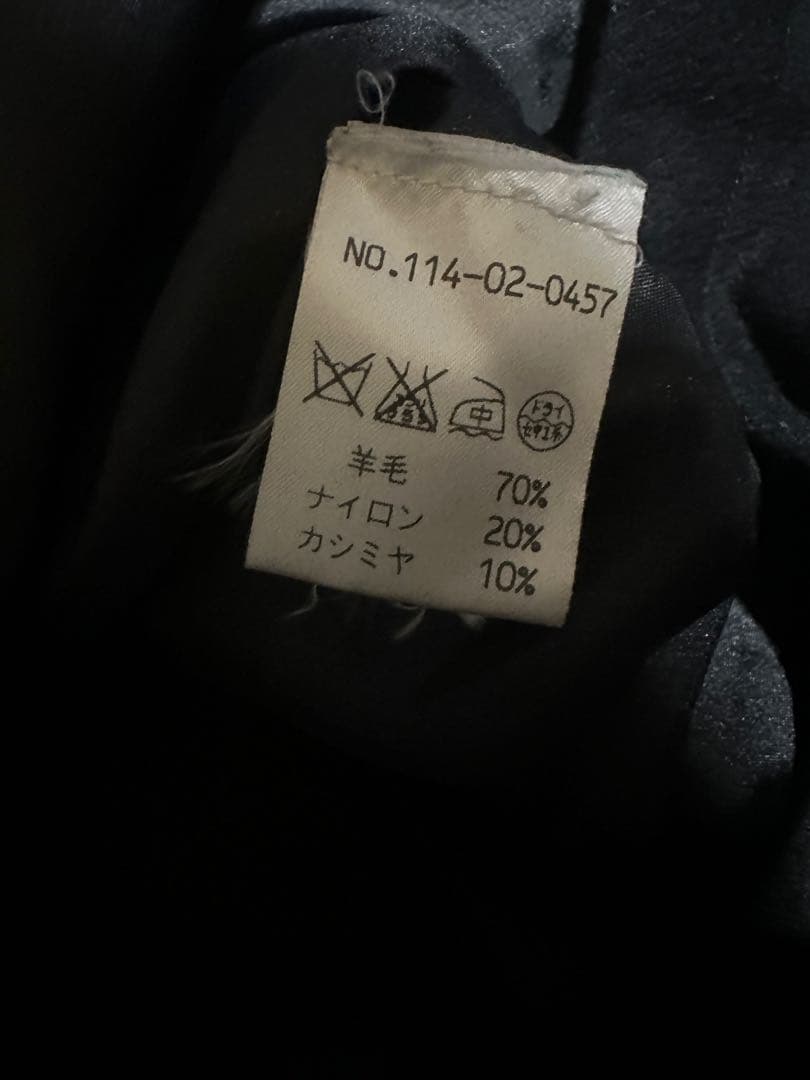 NO.114-02-0457
中 ドライ
セキユ系
羊毛 70%
ナイロン 20%
カシミヤ 10%